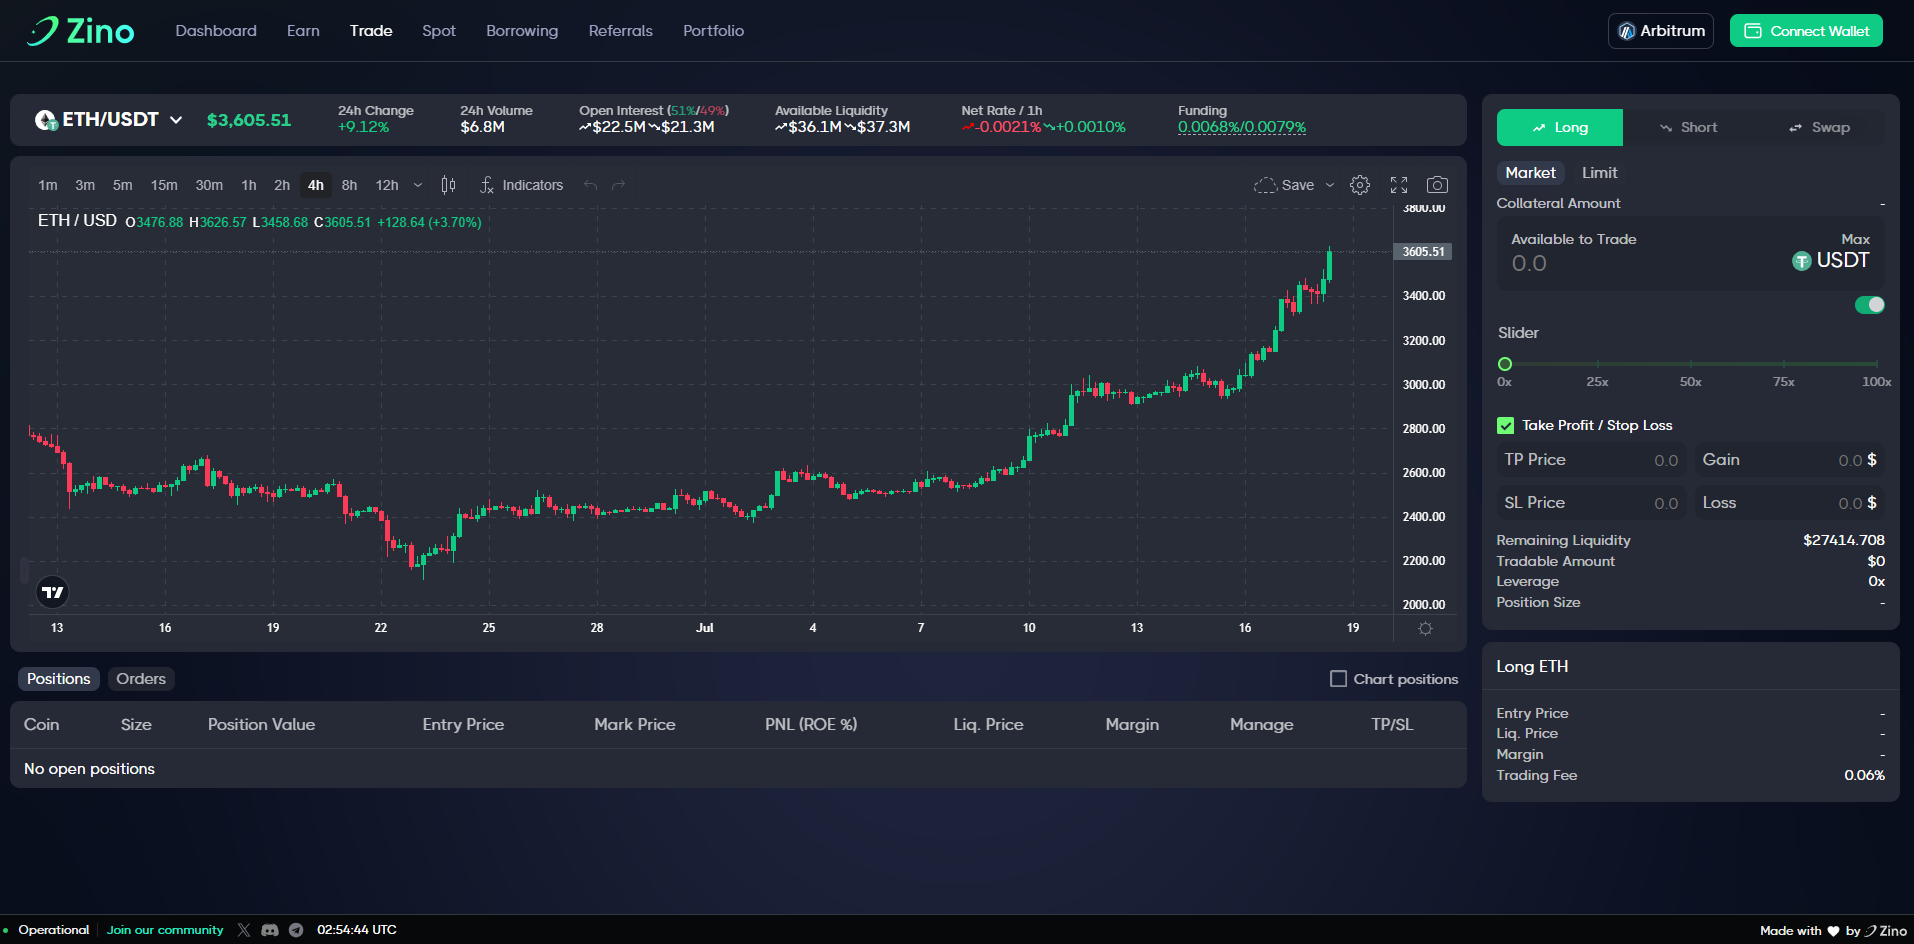 Zino Dashboard Earn Trade Spot Borrowing Referrals Portfolio Arbitrum Connect Wallet
ETH/USDT $3,605.51
24h Change
+9.12%
24h Volume
$6.8M
Open Interest (51%/49%)
$22.5M $21.3M
Available Liquidity
$36.1M $37.3M
Net Rate / 1h
-0.0021% +0.0010%
Funding
0.0068%/0.0079%
1m 3m 5m 15m 30m 1h 2h 4h 8h 12h Indicators Save
ETH / USD O3476.88 H3626.57 L3458.68 C3605.51 +128.64 (+3.70%)
3800.00
3605.51
3400.00
3200.00
3000.00
2800.00
2600.00
2400.00
2200.00
2000.00
13 16 19 22 25 28 Jul 4 7 10 13 16 19
Positions Orders Chart positions
Coin Size Position Value Entry Price Mark Price PNL (ROE %) Liq. Price Margin Manage TP/SL
No open positions
Long Short Swap
Market Limit
Collateral Amount -
Available to Trade Max
0.0 USDT
Slider
0x 25x 50x 75x 100x
Take Profit / Stop Loss
TP Price 0.0 Gain 0.0 $
SL Price 0.0 Loss 0.0 $
Remaining Liquidity $27414.708
Tradable Amount $0
Leverage 0x
Position Size -
Long ETH
Entry Price -
Liq. Price -
Margin -
Trading Fee 0.06%
Operational Join our community 02:54:44 UTC Made with by Zino